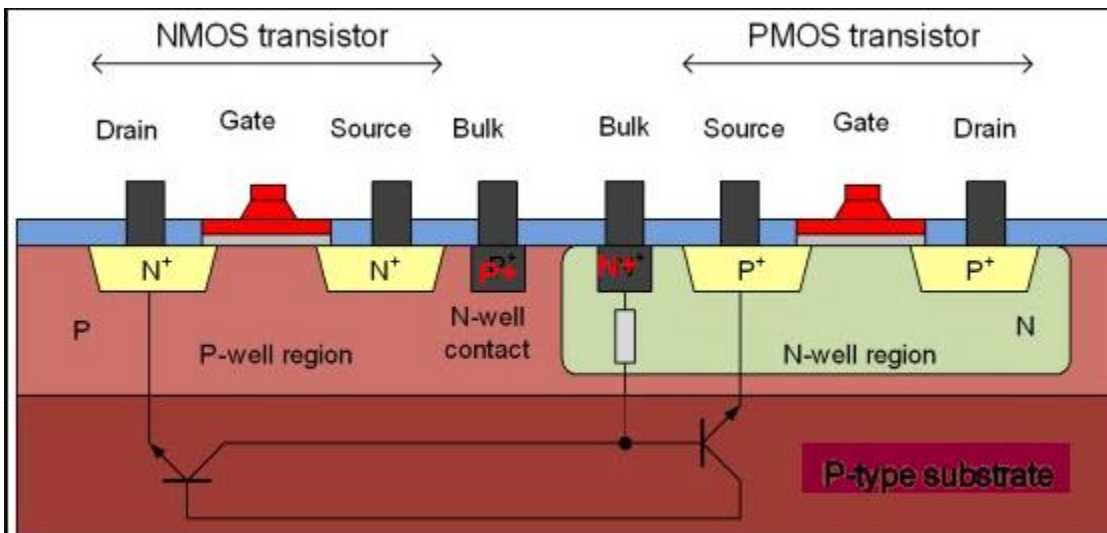 NMOS transistor
PMOS transistor
Drain
Gate
Source
Bulk
Bulk
Source
Gate
Drain
N+
N+
P+
N+
P+
P+
P
P-well region
N-well
contact
N-well region
N
P-type substrate